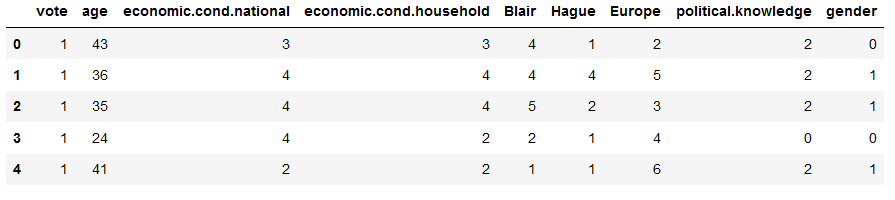 vote age economic.cond.national economic.cond.household Blair Hague Europe political.knowledge gender
0 1 43 3 3 4 1 2 2 0
1 1 36 4 4 4 4 5 2 1
2 1 35 4 4 5 2 3 2 1
3 1 24 4 2 2 1 4 0 0
4 1 41 2 2 1 1 6 2 1